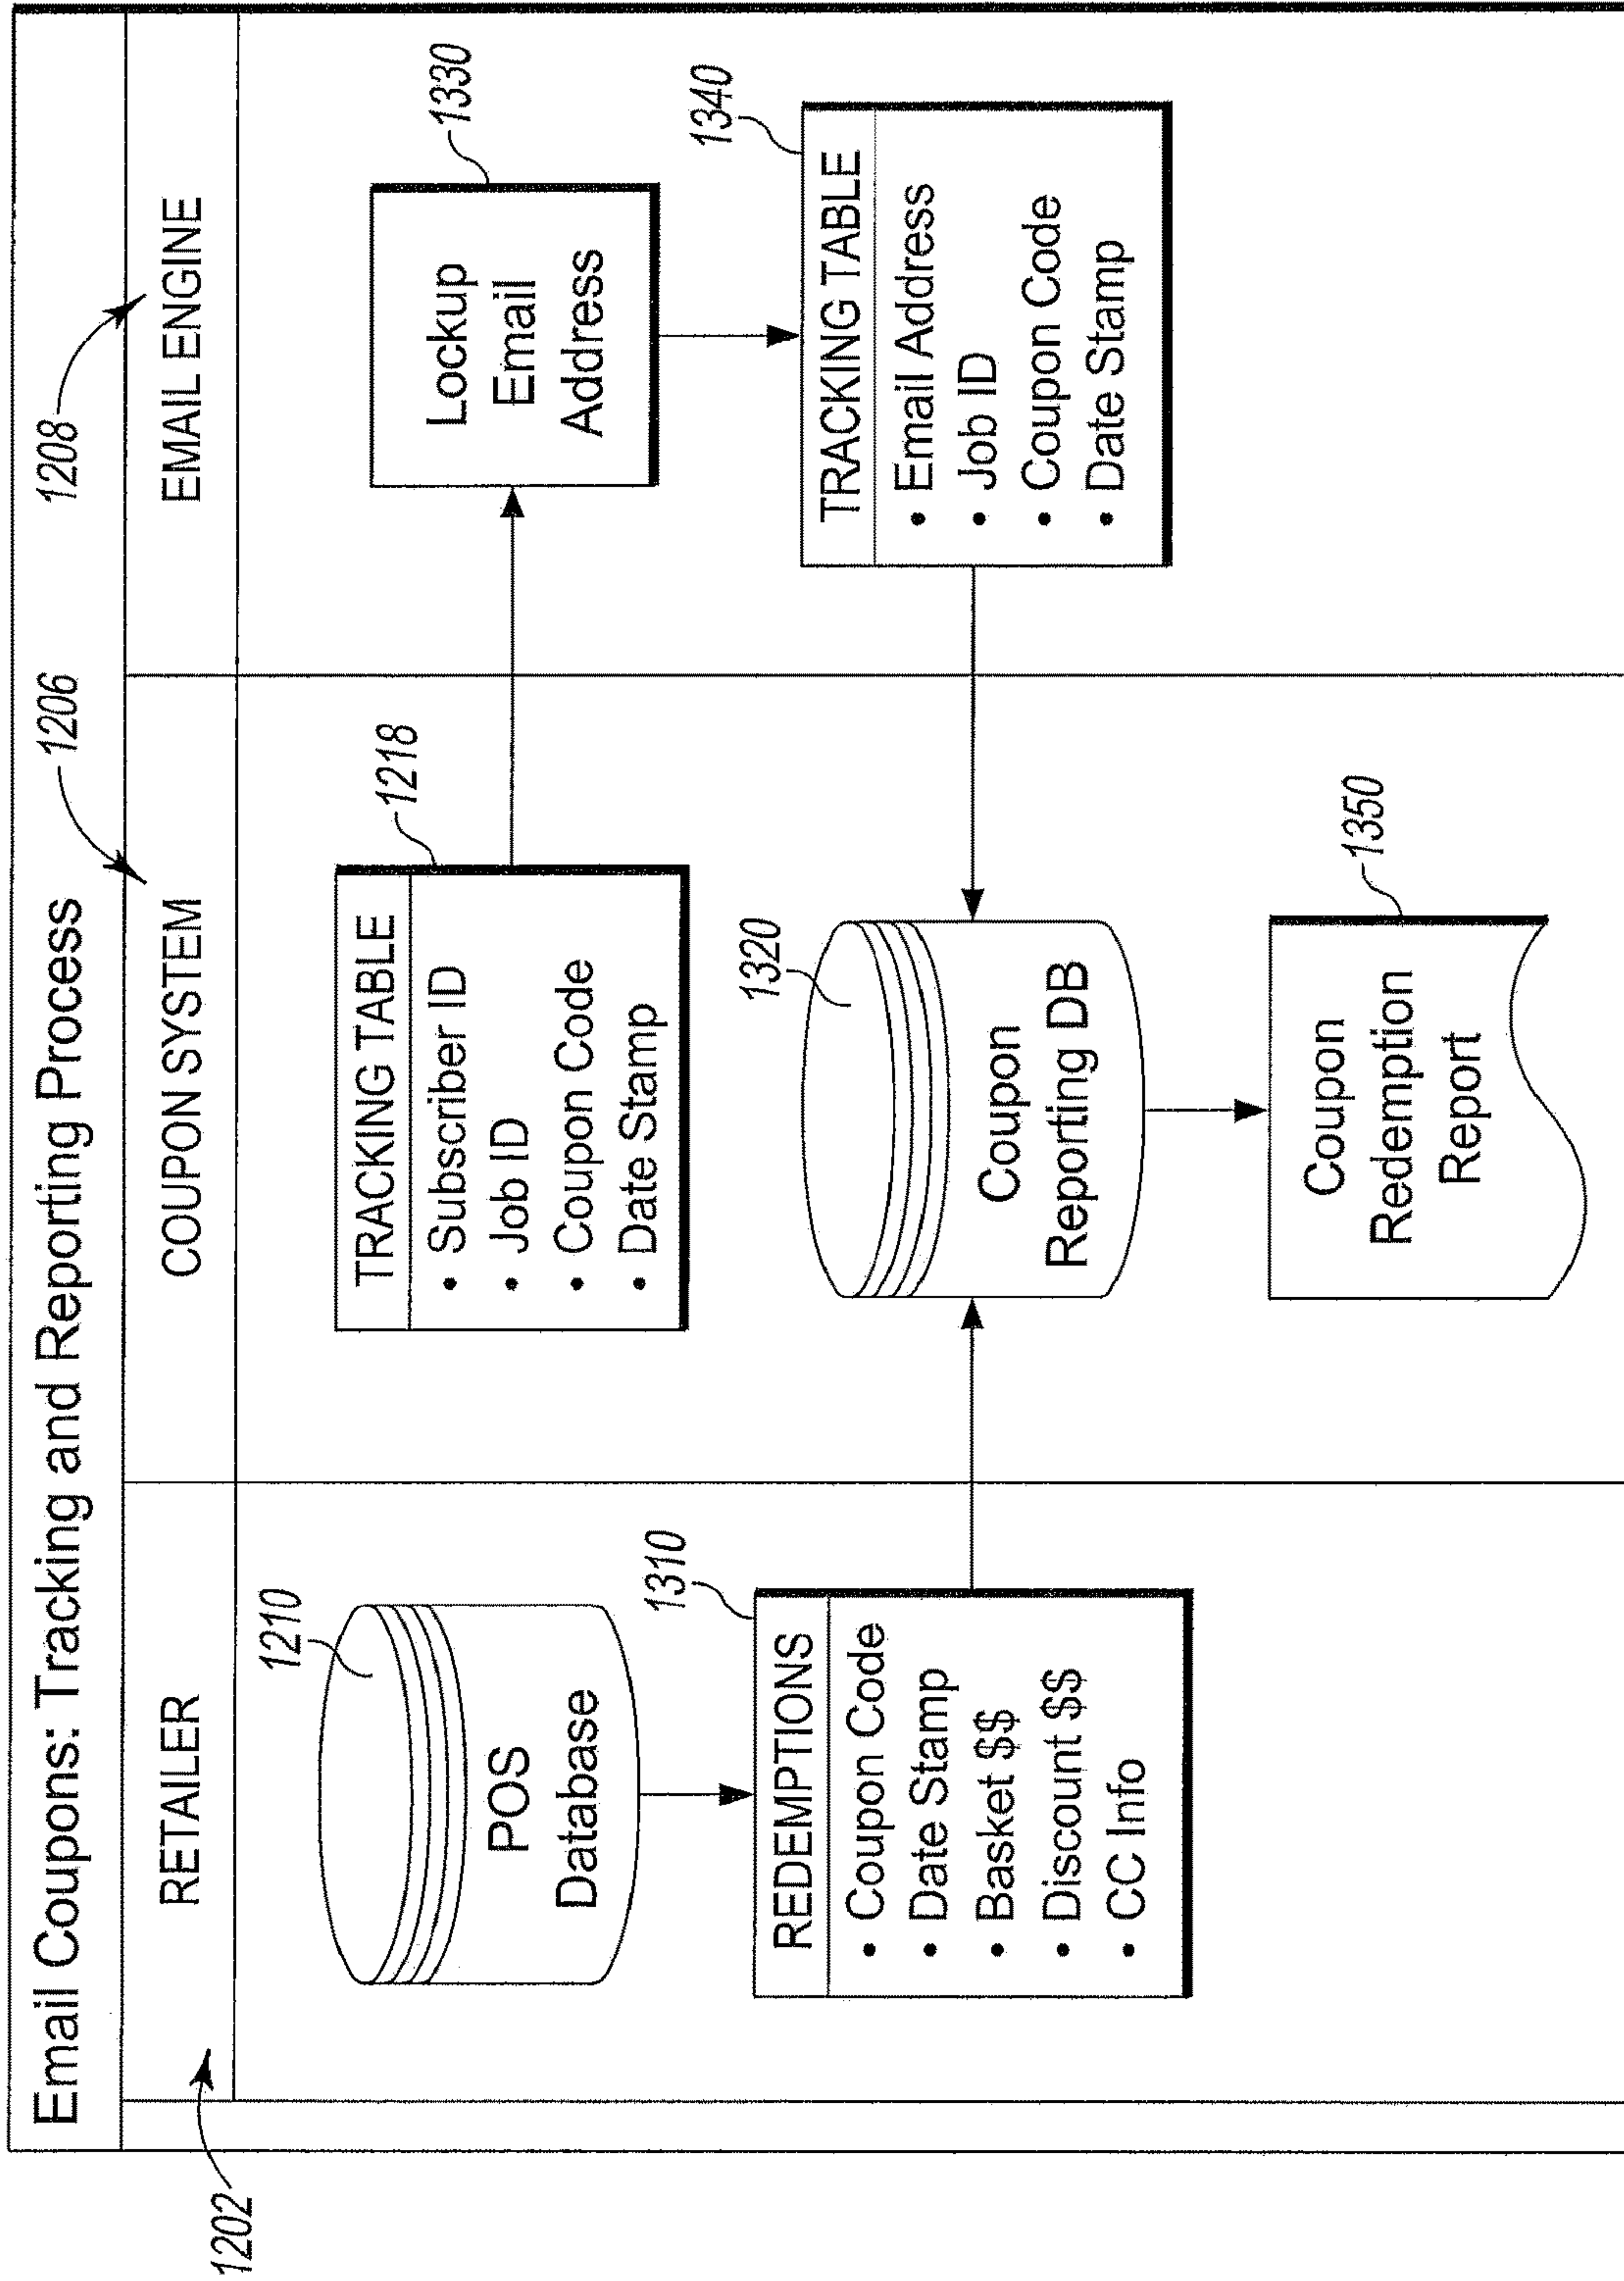 Email Coupons: Tracking and Reporting Process
1202
RETAILER
1206
COUPON SYSTEM
1208
EMAIL ENGINE
1210
POS
Database
1310
REDEMPTIONS
• Coupon Code
• Date Stamp
• Basket $$
• Discount $$
• CC Info
1218
TRACKING TABLE
• Subscriber ID
• Job ID
• Coupon Code
• Date Stamp
1320
Coupon
Reporting DB
1350
Coupon
Redemption
Report
1330
Lockup
Email
Address
1340
TRACKING TABLE
• Email Address
• Job ID
• Coupon Code
• Date Stamp